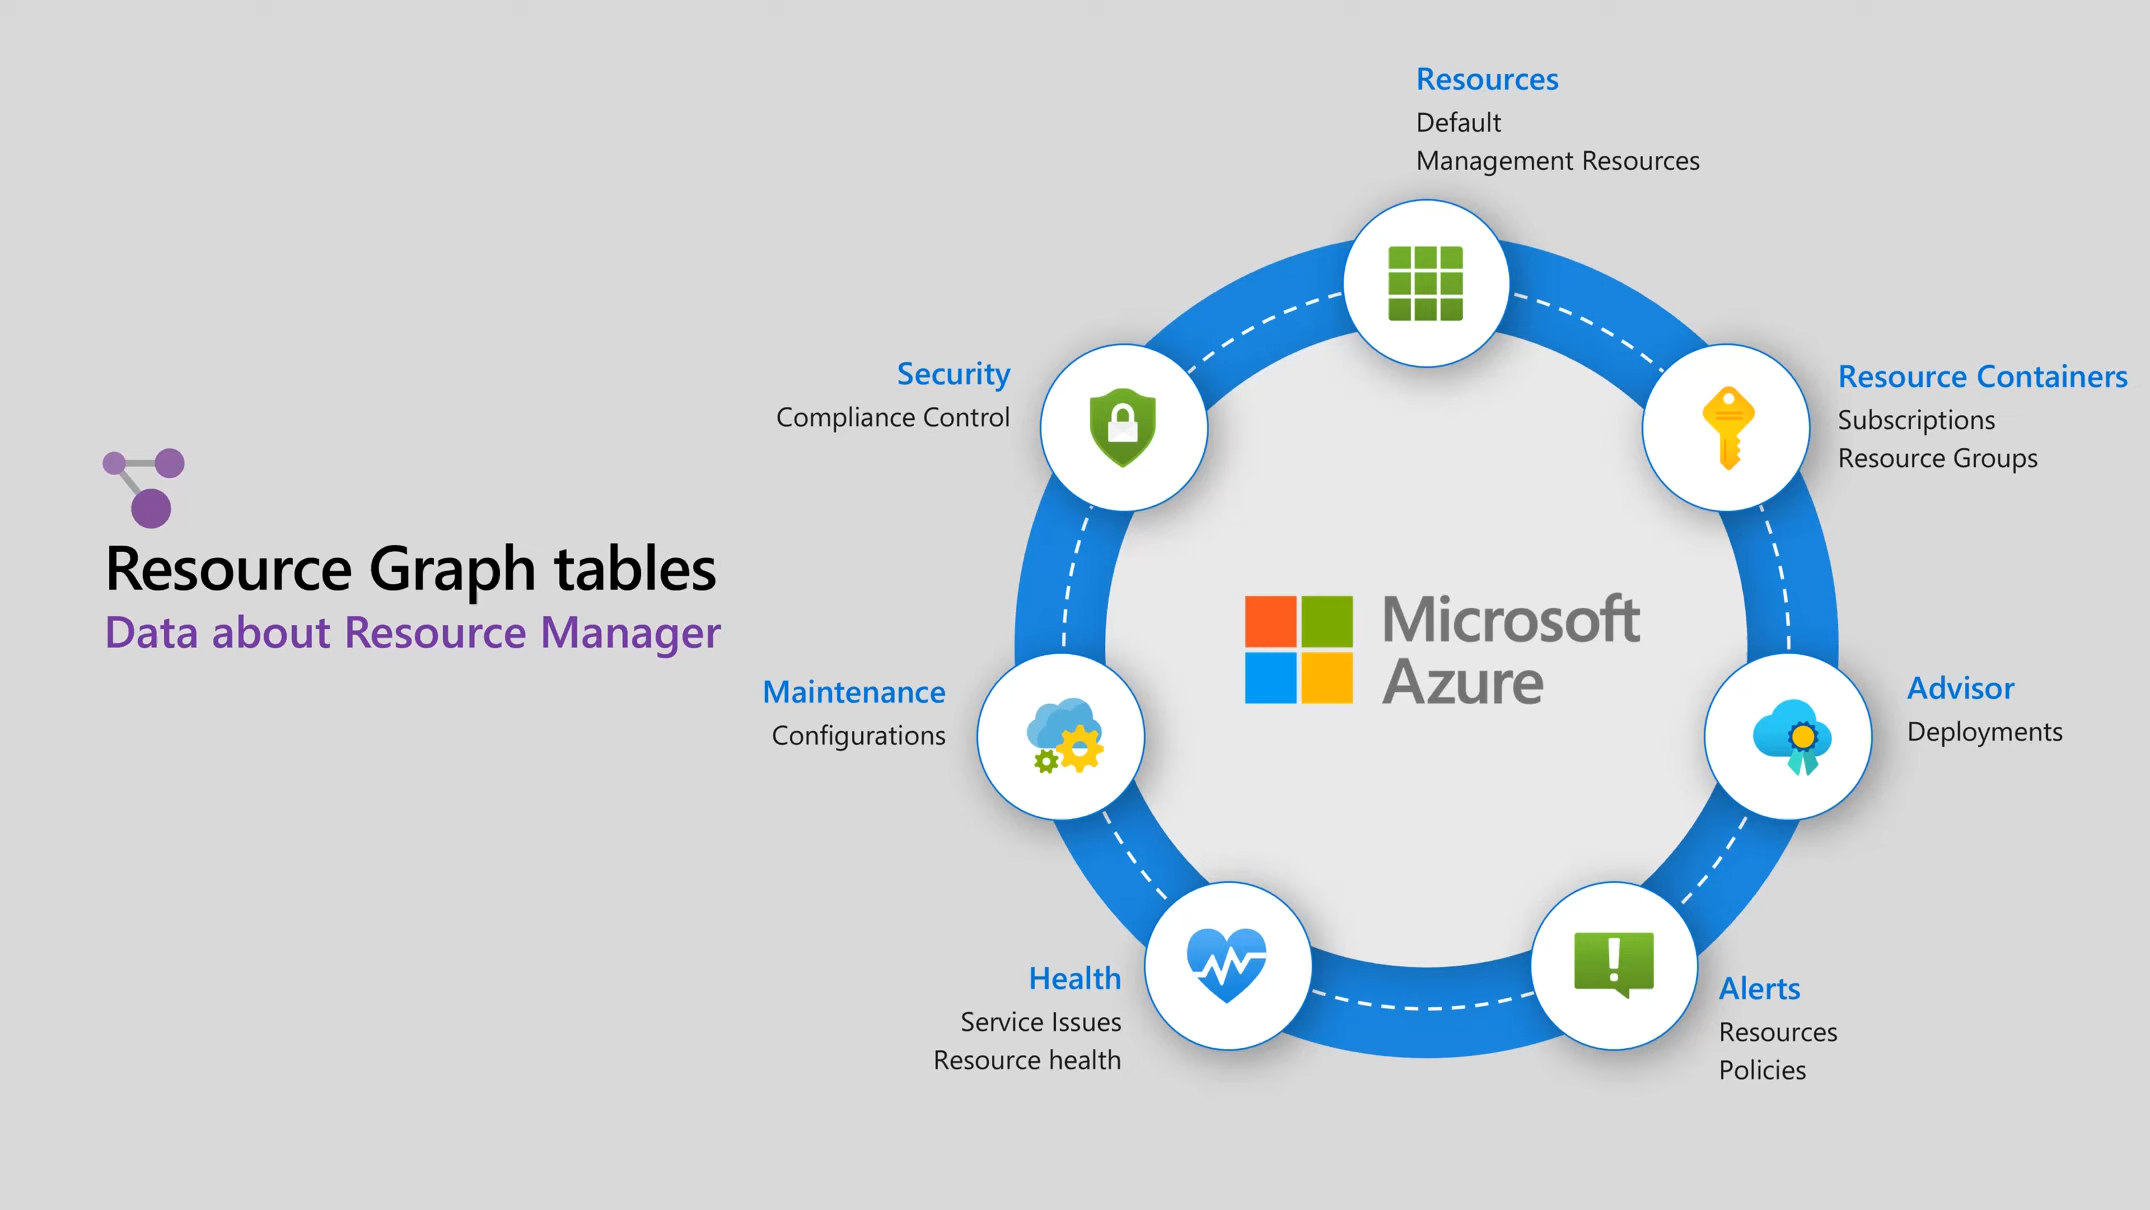 Resource Graph tables
Data about Resource Manager
Resources
Default
Management Resources
Resource Containers
Subscriptions
Resource Groups
Advisor
Deployments
Alerts
Resources
Policies
Health
Service Issues
Resource health
Maintenance
Configurations
Security
Compliance Control
Microsoft
Azure